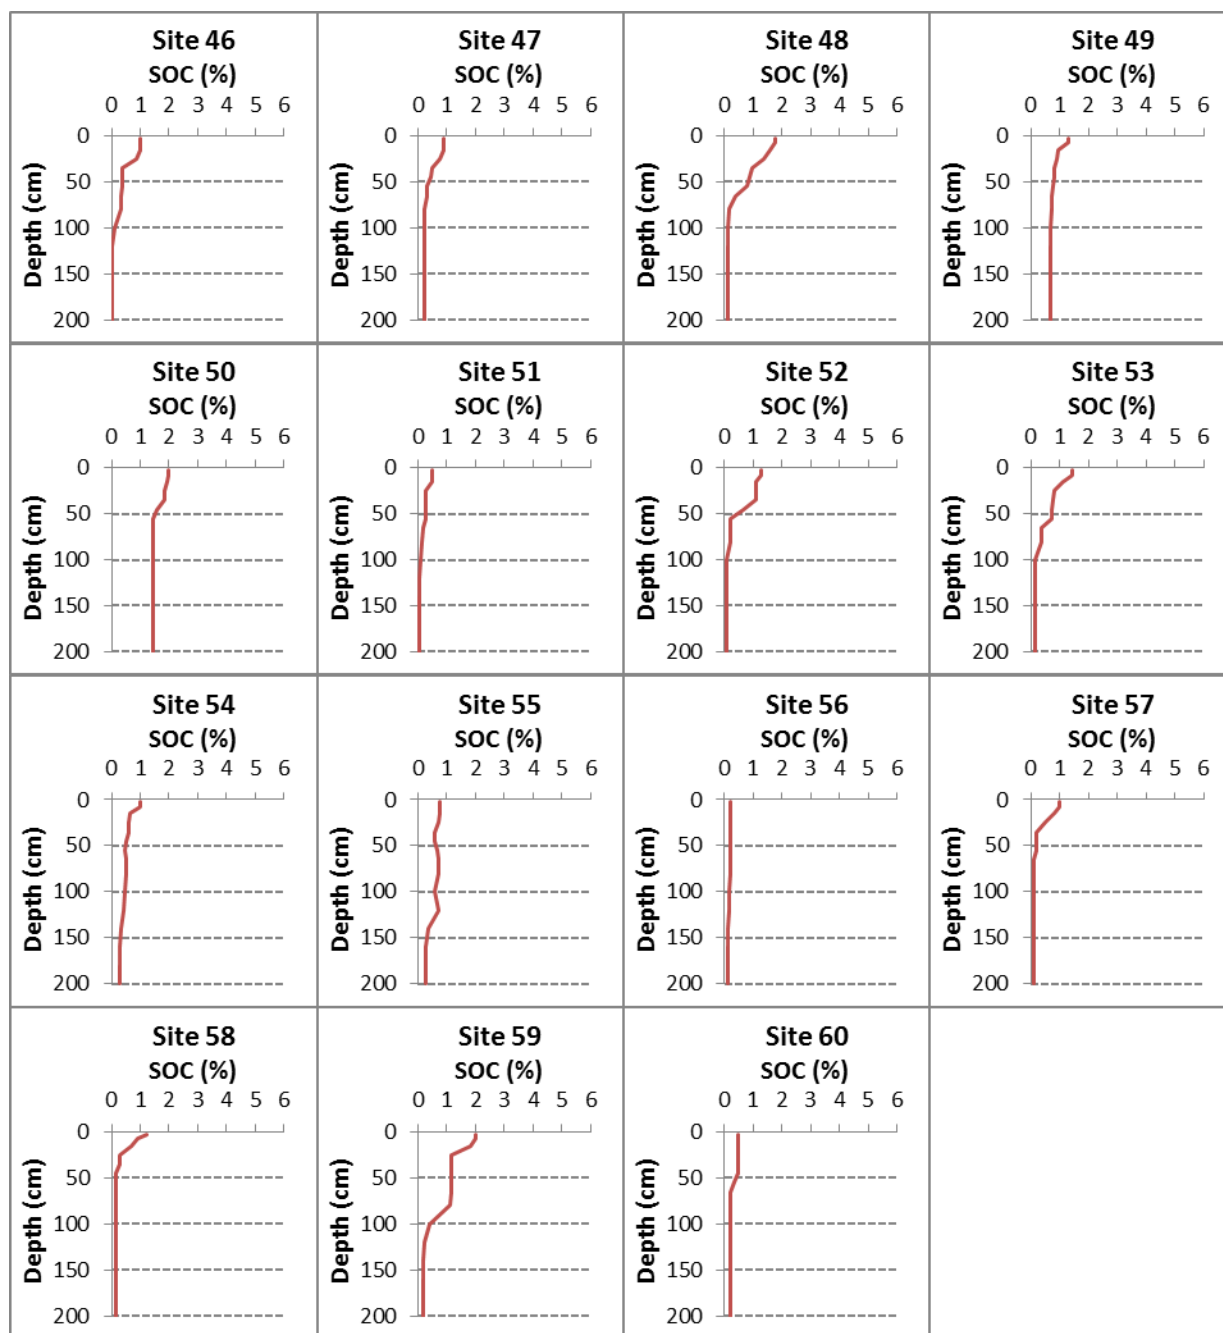 Site 46
SOC (%)
0 1 2 3 4 5 6
Depth (cm)
0
50
100
150
200
Site 47
SOC (%)
0 1 2 3 4 5 6
Depth (cm)
0
50
100
150
200
Site 48
SOC (%)
0 1 2 3 4 5 6
Depth (cm)
0
50
100
150
200
Site 49
SOC (%)
0 1 2 3 4 5 6
Depth (cm)
0
50
100
150
200
Site 50
SOC (%)
0 1 2 3 4 5 6
Depth (cm)
0
50
100
150
200
Site 51
SOC (%)
0 1 2 3 4 5 6
Depth (cm)
0
50
100
150
200
Site 52
SOC (%)
0 1 2 3 4 5 6
Depth (cm)
0
50
100
150
200
Site 53
SOC (%)
0 1 2 3 4 5 6
Depth (cm)
0
50
100
150
200
Site 54
SOC (%)
0 1 2 3 4 5 6
Depth (cm)
0
50
100
150
200
Site 55
SOC (%)
0 1 2 3 4 5 6
Depth (cm)
0
50
100
150
200
Site 56
SOC (%)
0 1 2 3 4 5 6
Depth (cm)
0
50
100
150
200
Site 57
SOC (%)
0 1 2 3 4 5 6
Depth (cm)
0
50
100
150
200
Site 58
SOC (%)
0 1 2 3 4 5 6
Depth (cm)
0
50
100
150
200
Site 59
SOC (%)
0 1 2 3 4 5 6
Depth (cm)
0
50
100
150
200
Site 60
SOC (%)
0 1 2 3 4 5 6
Depth (cm)
0
50
100
150
200